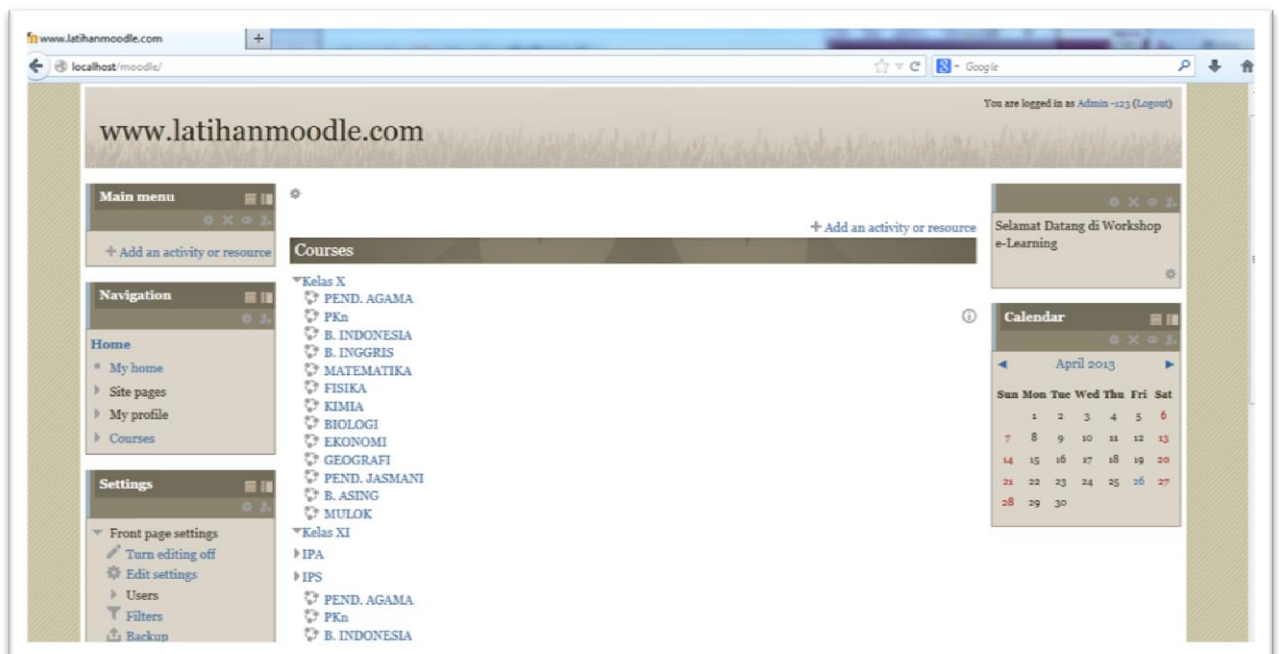 www.latihanmoodle.com
+
localhost/moodle/
Google
You are logged in as Admin -123 (Logout)
www.latihanmoodle.com
Main menu
+ Add an activity or resource
Navigation
Home
My home
Site pages
My profile
Courses
Settings
Front page settings
Turn editing off
Edit settings
Users
Filters
Backup
+ Add an activity or resource
Courses
Kelas X
PEND. AGAMA
PKn
B. INDONESIA
B. INGGRIS
MATEMATIKA
FISIKA
KIMIA
BIOLOGI
EKONOMI
GEOGRAFI
PEND. JASMANI
B. ASING
MULOK
Kelas XI
IPA
IPS
PEND. AGAMA
PKn
B. INDONESIA
Selamat Datang di Workshop
e-Learning
Calendar
April 2013
Sun Mon Tue Wed Thu Fri Sat
1 2 3 4 5 6
7 8 9 10 11 12 13
14 15 16 17 18 19 20
21 22 23 24 25 26 27
28 29 30